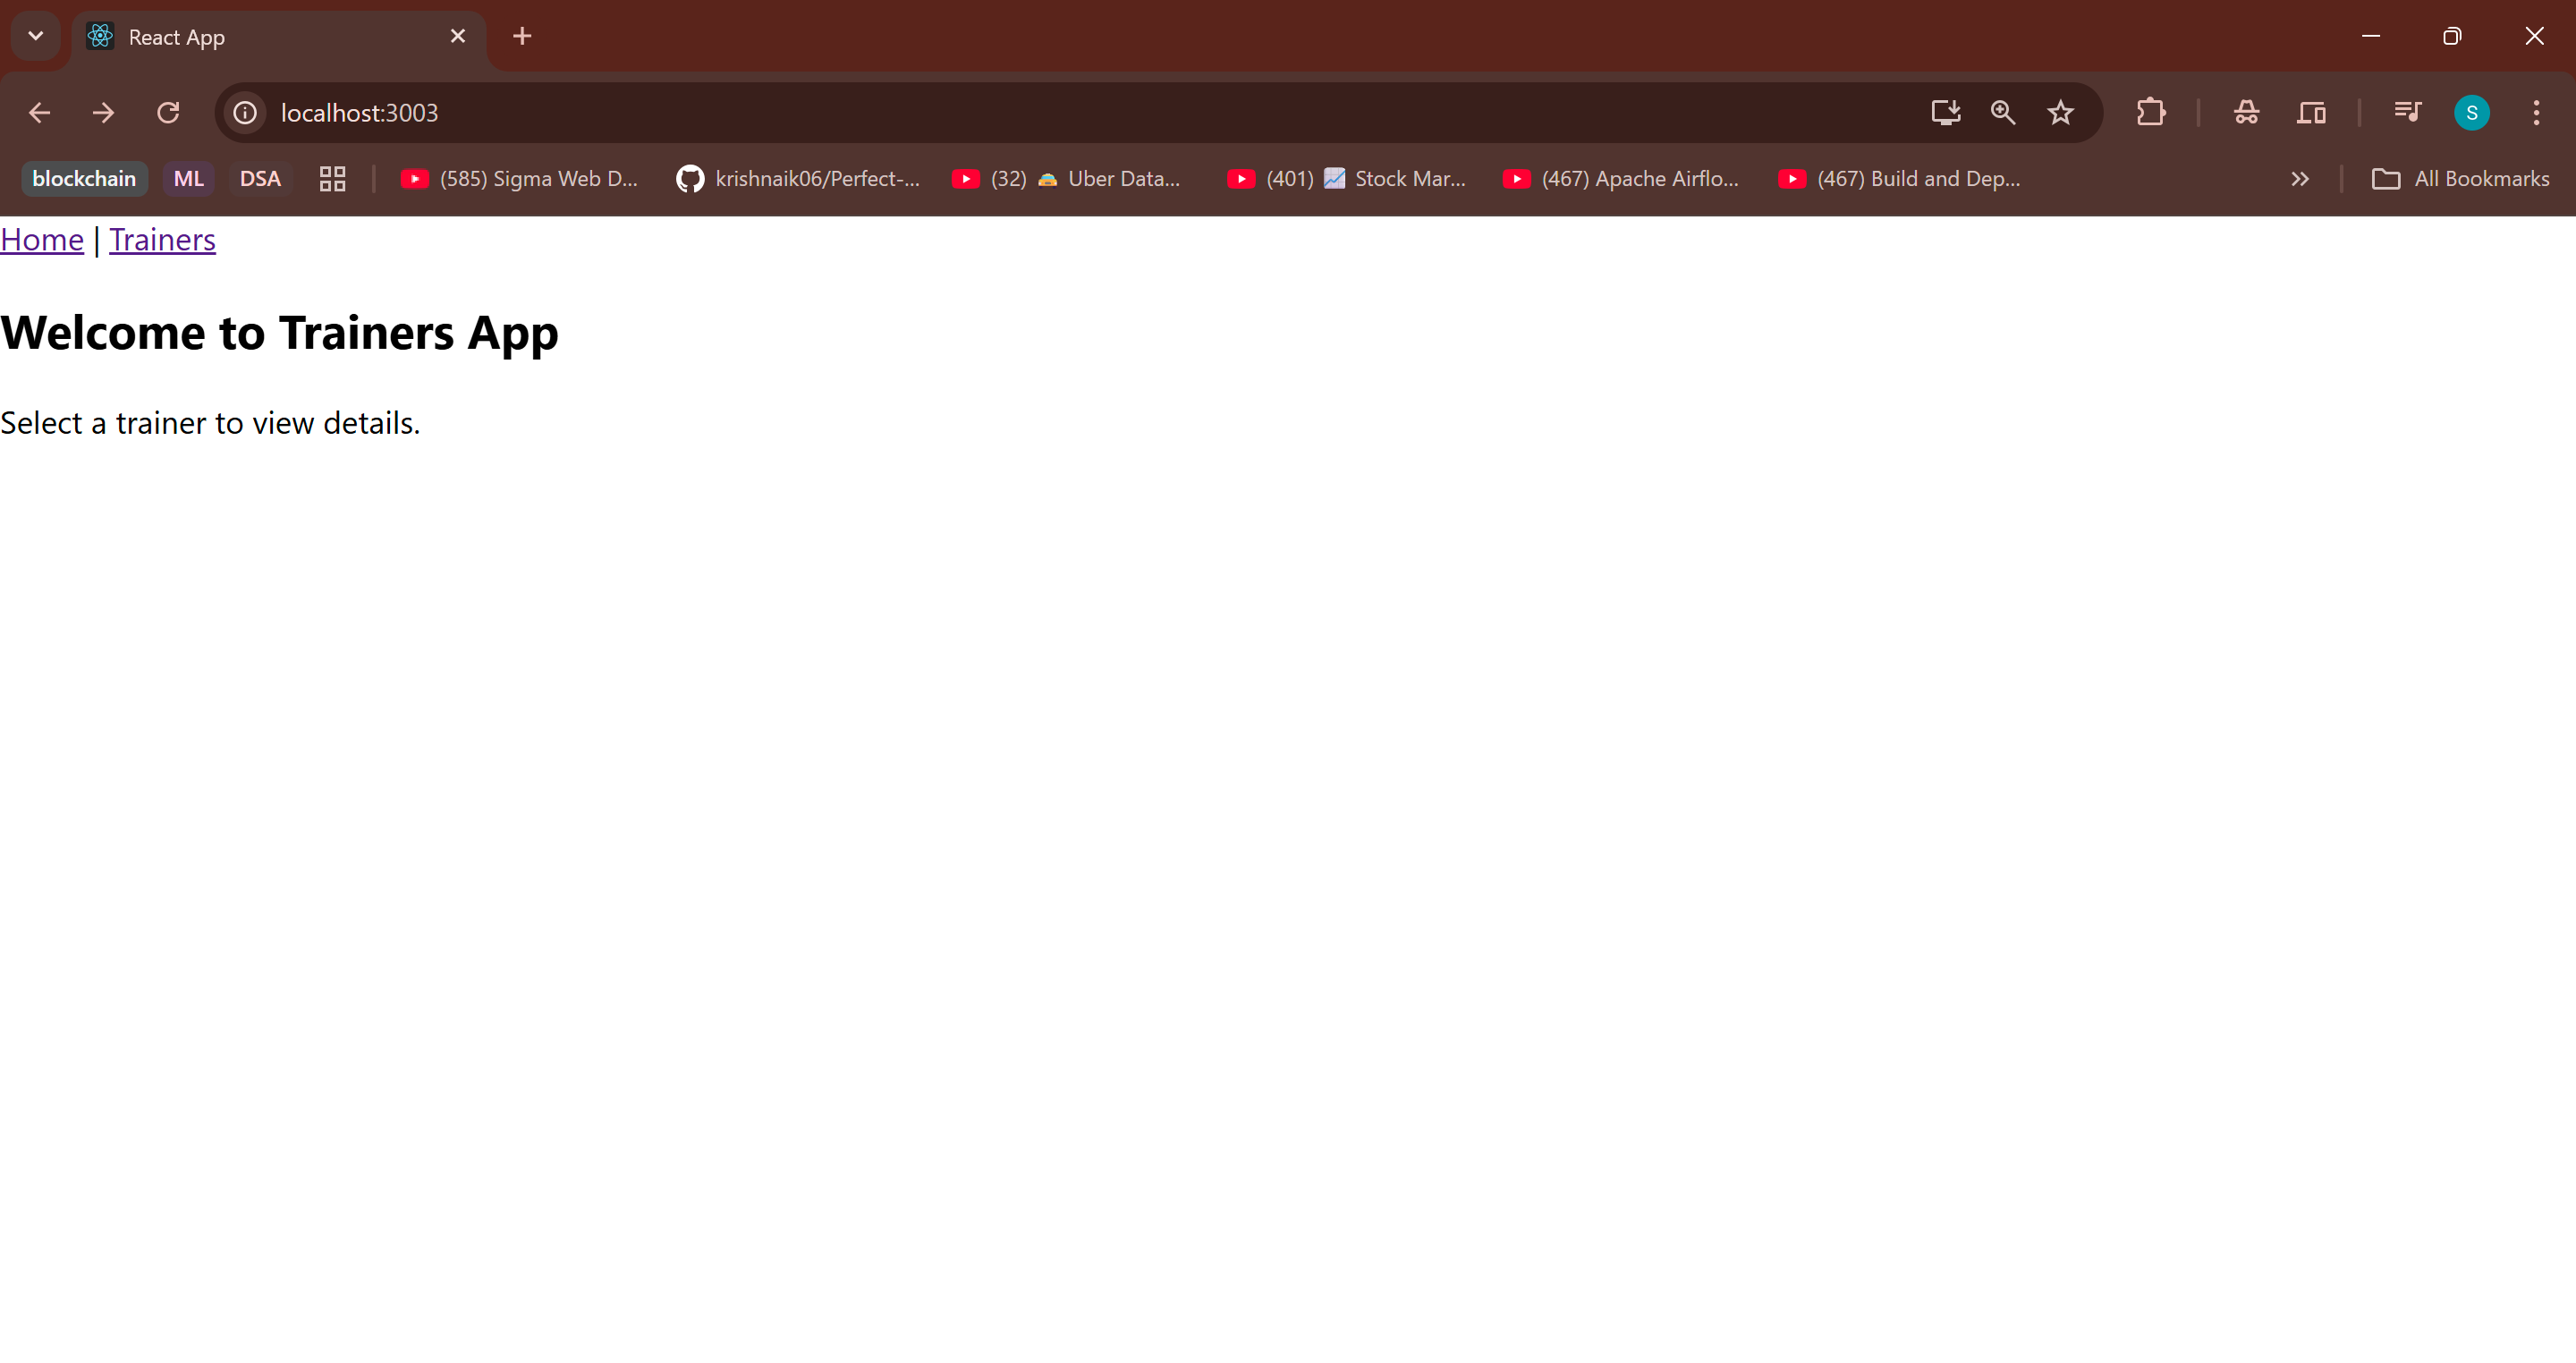 React App
localhost:3003
blockchain ML DSA (585) Sigma Web D... krishnaik06/Perfect-... (32) Uber Data... (401) Stock Mar... (467) Apache Airflo... (467) Build and Dep... All Bookmarks
S
Home | Trainers
Welcome to Trainers App
Select a trainer to view details.